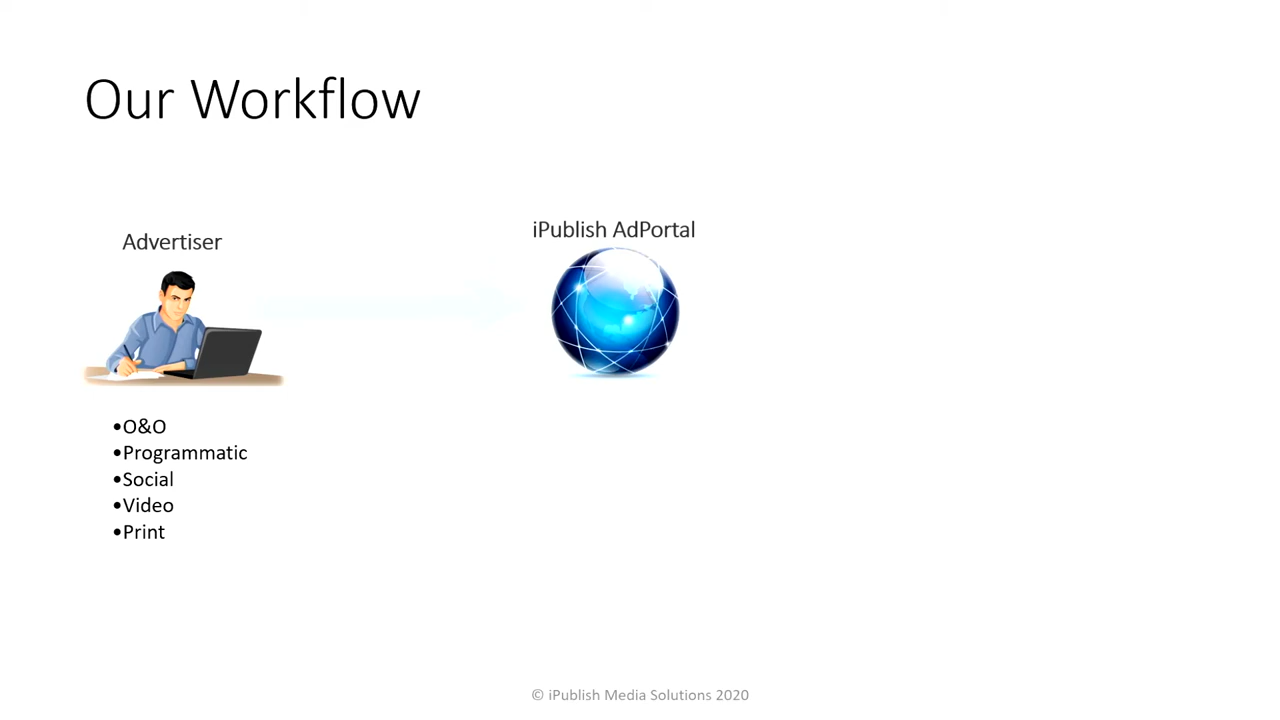 Our Workflow
Advertiser
iPublish AdPortal
•O&O
•Programmatic
•Social
•Video
•Print
© iPublish Media Solutions 2020